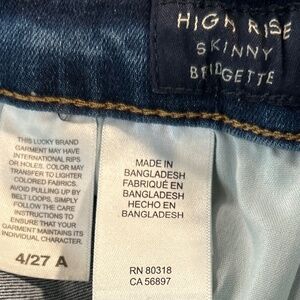 HIGH RISE
SKINNY
BRIDGETTE
THIS LUCKY BRAND
GARMENT MAY HAVE
INTERNATIONAL RIPS
OR HOLES. COLOR MAY
TRANSFER TO LIGHTER
COLORED FABRICS.
AVOID PULLING UP BY
BELT LOOPS, SIMPLY
FOLLOW THE CARE
INSTRUCTIONS TO
ENSURE THAT YOUR
GARMENT MAINTAINS ITS
INDIVIDUAL CHARACTER.
4/27 A
MADE IN
BANGLADESH
FABRIQUÉ EN
BANGLADESH
HECHO EN
BANGLADESH
RN 80318
CA 56897